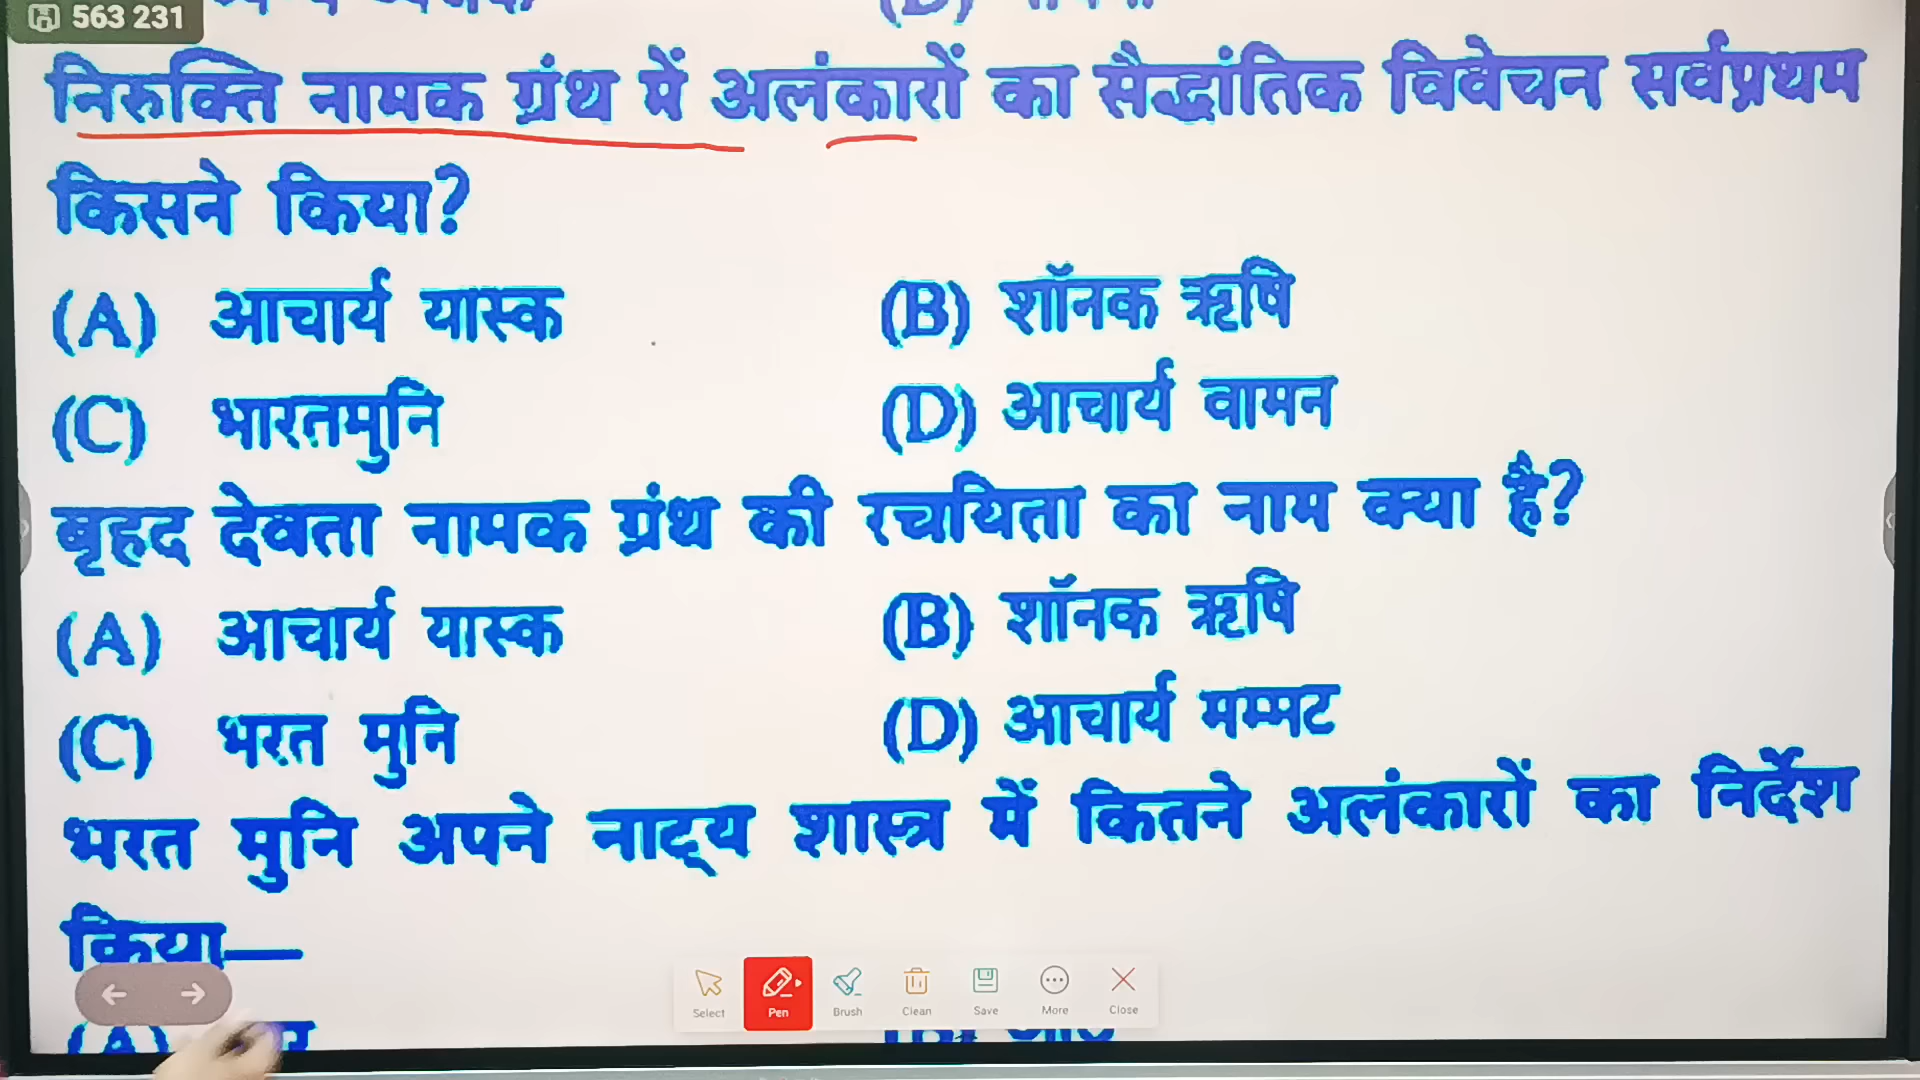 563 231
निरुक्ति नामक ग्रंथ में अलंकारों का सैद्धांतिक विवेचन सर्वप्रथम
किसने किया?
(A) आचार्य यास्क (B) शॉनक ऋषि
(C) भारतमुनि (D) आचार्य वामन
बृहद देवता नामक ग्रंथ की रचयिता का नाम क्या है?
(A) आचार्य यास्क (B) शॉनक ऋषि
(C) भरत मुनि (D) आचार्य मम्मट
भरत मुनि अपने नाट्य शास्त्र में कितने अलंकारों का निर्देश
किया—
Select Pen Brush Clean Save More Close
(A) (B)